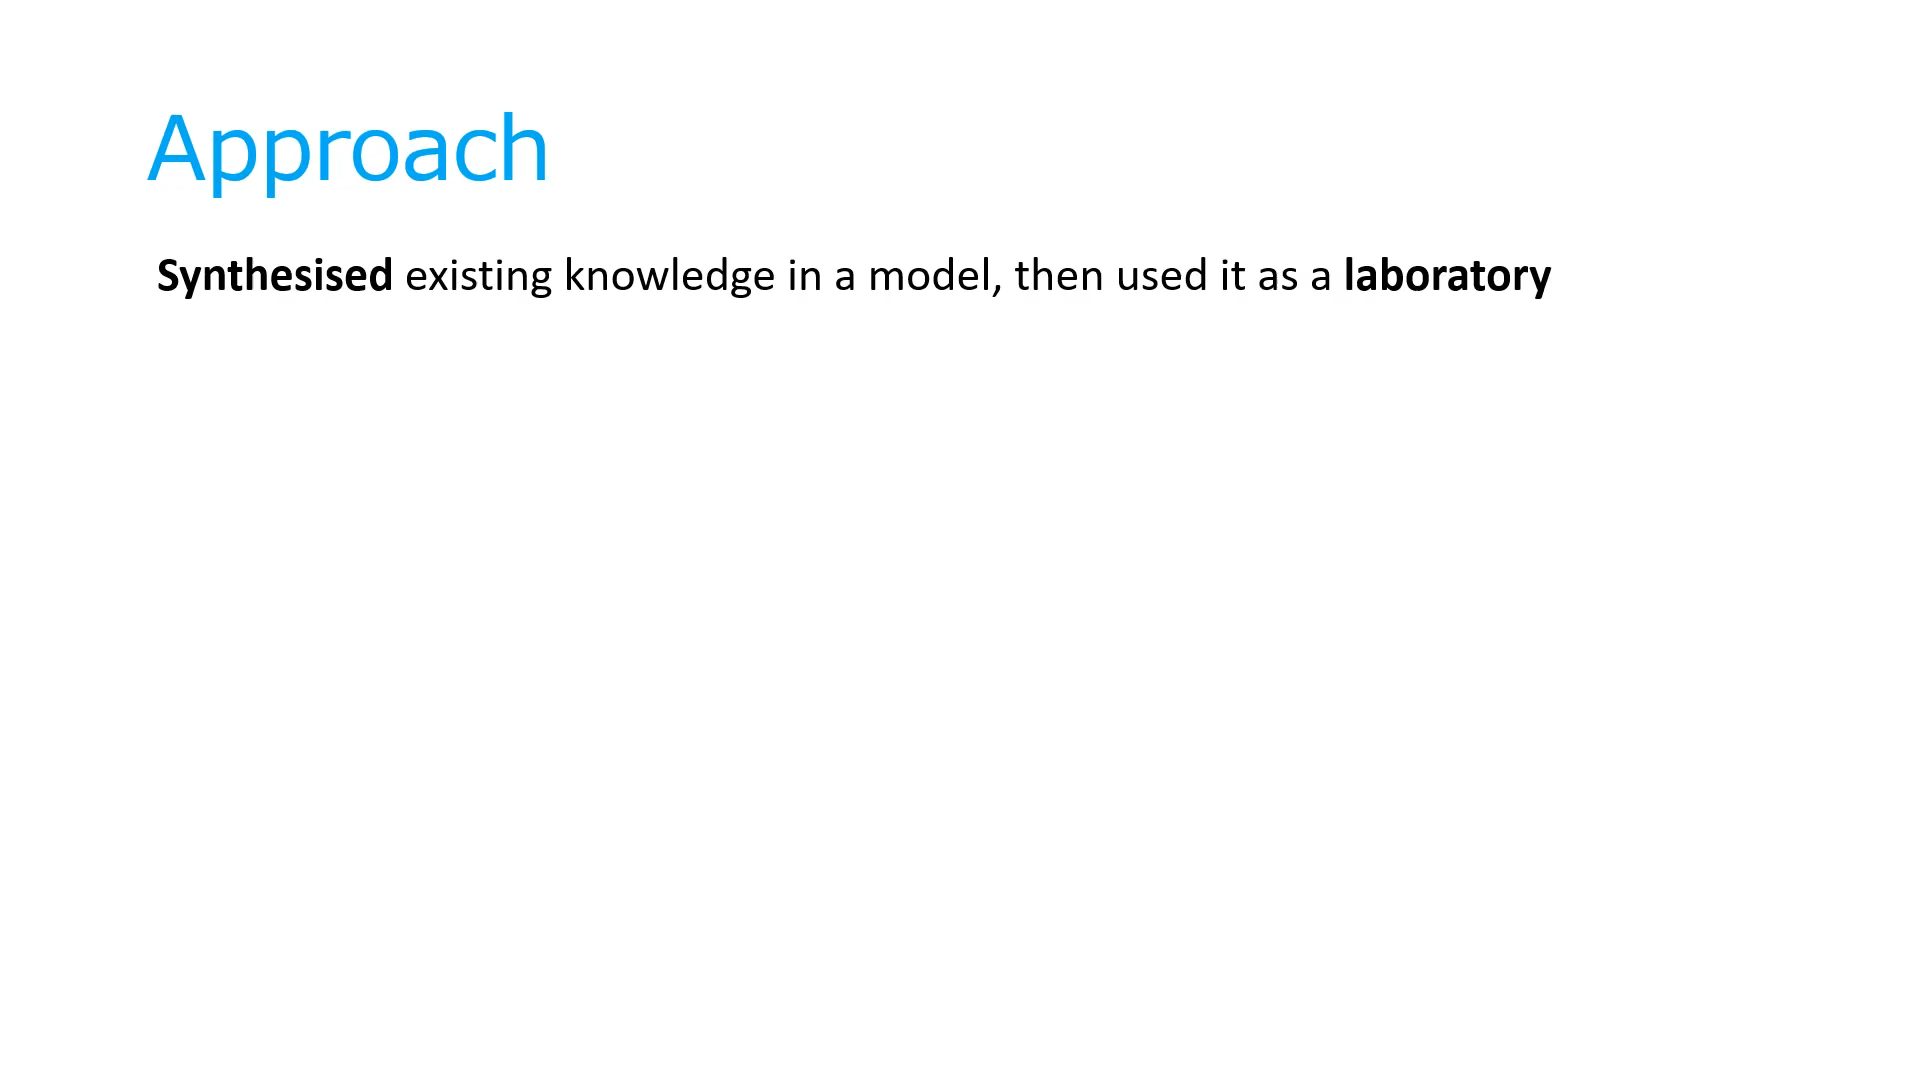 Approach
Synthesised existing knowledge in a model, then used it as a laboratory